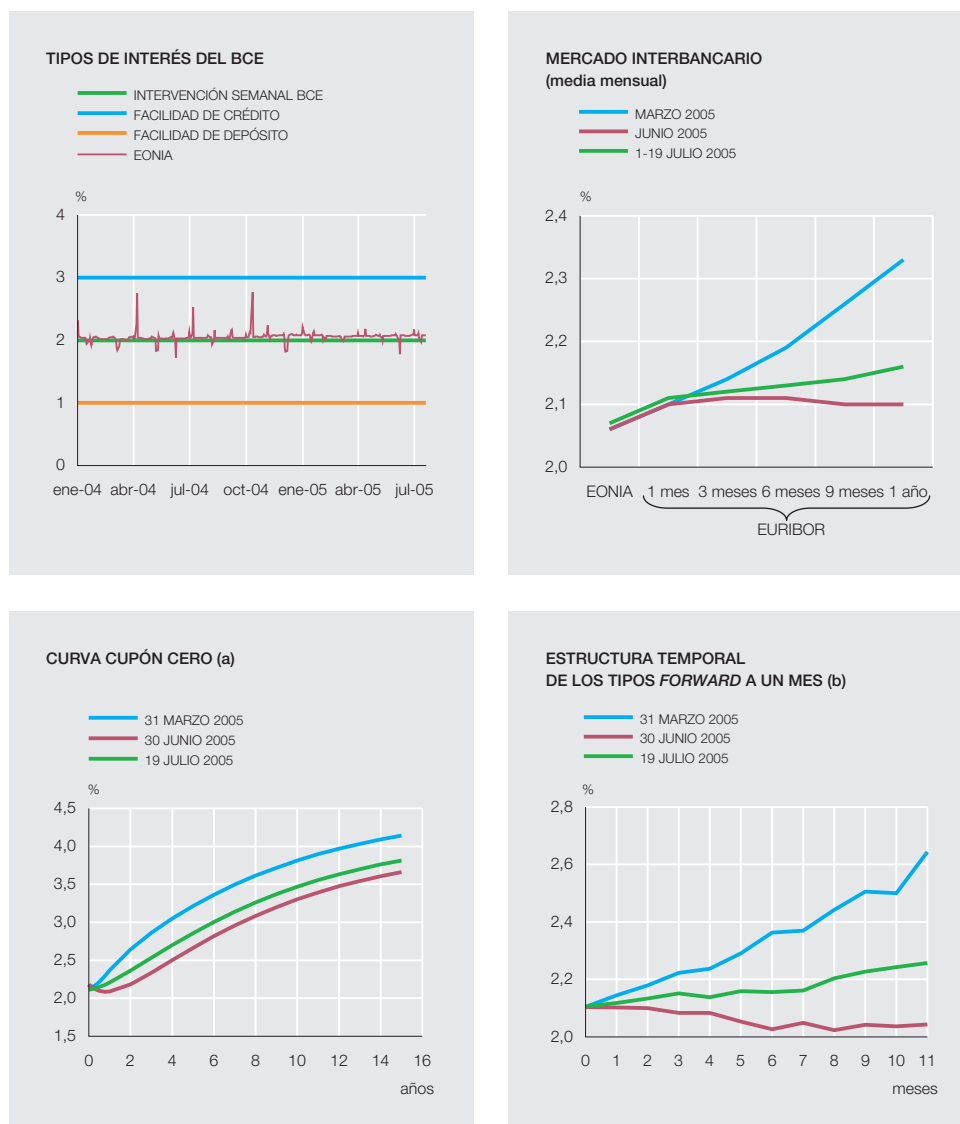 TIPOS DE INTERÉS DEL BCE
INTERVENCIÓN SEMANAL BCE
FACILIDAD DE CRÉDITO
FACILIDAD DE DEPÓSITO
EONIA
%
4
3
2
1
0
ene-04 abr-04 jul-04 oct-04 ene-05 abr-05 jul-05
MERCADO INTERBANCARIO
(media mensual)
MARZO 2005
JUNIO 2005
1-19 JULIO 2005
%
2,4
2,3
2,2
2,1
2,0
EONIA 1 mes 3 meses 6 meses 9 meses 1 año
EURIBOR
CURVA CUPÓN CERO (a)
31 MARZO 2005
30 JUNIO 2005
19 JULIO 2005
%
4,5
4,0
3,5
3,0
2,5
2,0
1,5
0 2 4 6 8 10 12 14 16
años
ESTRUCTURA TEMPORAL
DE LOS TIPOS FORWARD A UN MES (b)
31 MARZO 2005
30 JUNIO 2005
19 JULIO 2005
%
2,8
2,6
2,4
2,2
2,0
0 1 2 3 4 5 6 7 8 9 10 11
meses